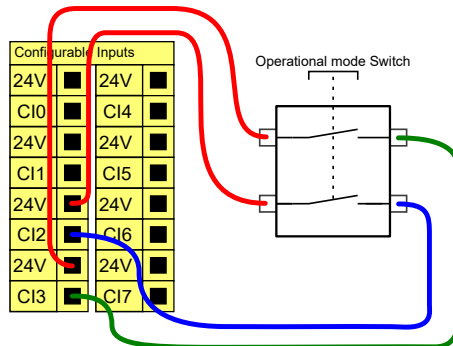 Configurable Inputs
Operational mode Switch
24V 24V
CI0 CI4
24V 24V
CI1 CI5
24V 24V
CI2 CI6
24V 24V
CI3 CI7